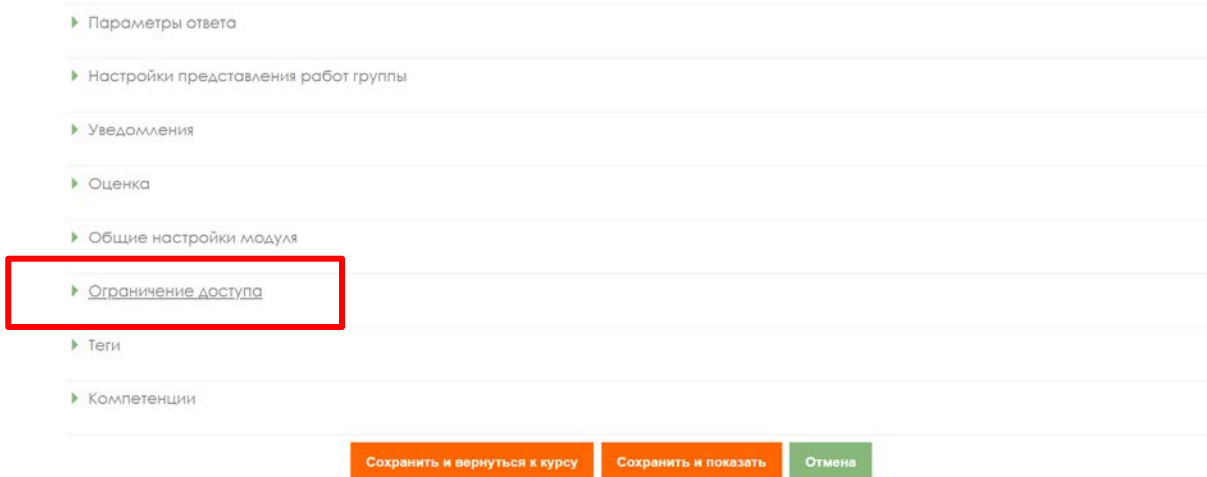 Параметры ответа
Настройки представления работ группы
Уведомления
Оценка
Общие настройки модуля
Ограничение доступа
Теги
Компетенции
Сохранить и вернуться к курсу Сохранить и показать Отмена